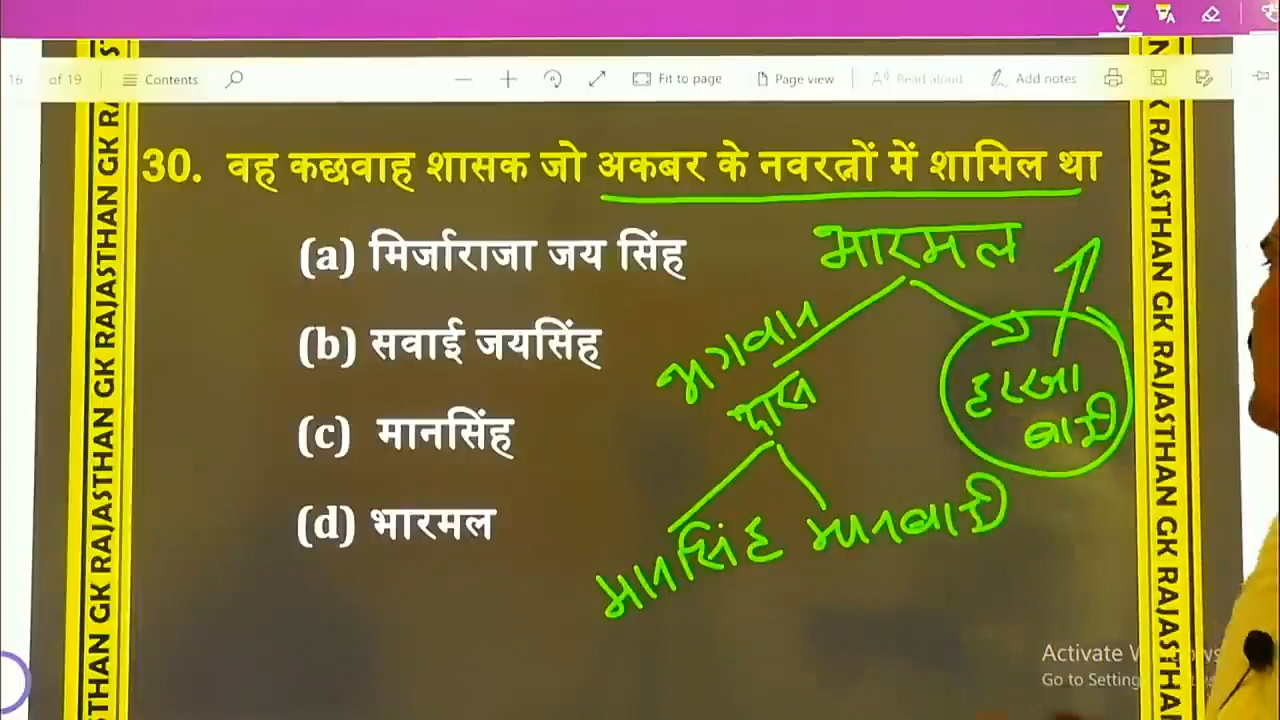 16 of 19 Contents Fit to page Page view Read aloud Add notes
30. वह कछवाह शासक जो अकबर के नवरत्नों में शामिल था
(a) मिर्जाराजा जय सिंह
(b) सवाई जयसिंह
(c) मानसिंह
(d) भारमल
भारमल
भगवान
दास
हरखा
बाई
मानसिंह मानबाई
RAJASTHAN GK RAJASTHAN GK RAJASTHAN GK
RAJASTHAN GK RAJASTHAN GK RAJASTHAN
Activate
Go to Setting